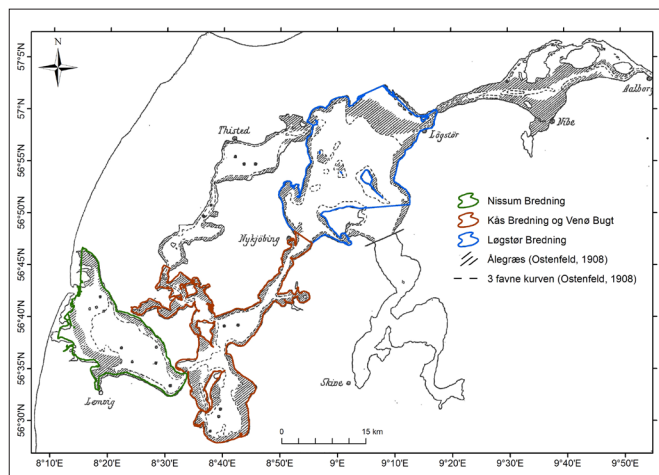 N
Aalborg
Nibe
Thisted
Løgstør
Nykjøbing
Lemvig
Skive
Nissum Bredning
Kås Bredning og Venø Bugt
Løgstør Bredning
Ålegræs (Ostenfeld, 1908)
3 favne kurven (Ostenfeld, 1908)
0 15 km
57°5'N
57°N
56°55'N
56°50'N
56°45'N
56°40'N
56°35'N
56°30'N
8°10'E 8°20'E 8°30'E 8°40'E 8°50'E 9°E 9°10'E 9°20'E 9°30'E 9°40'E 9°50'E